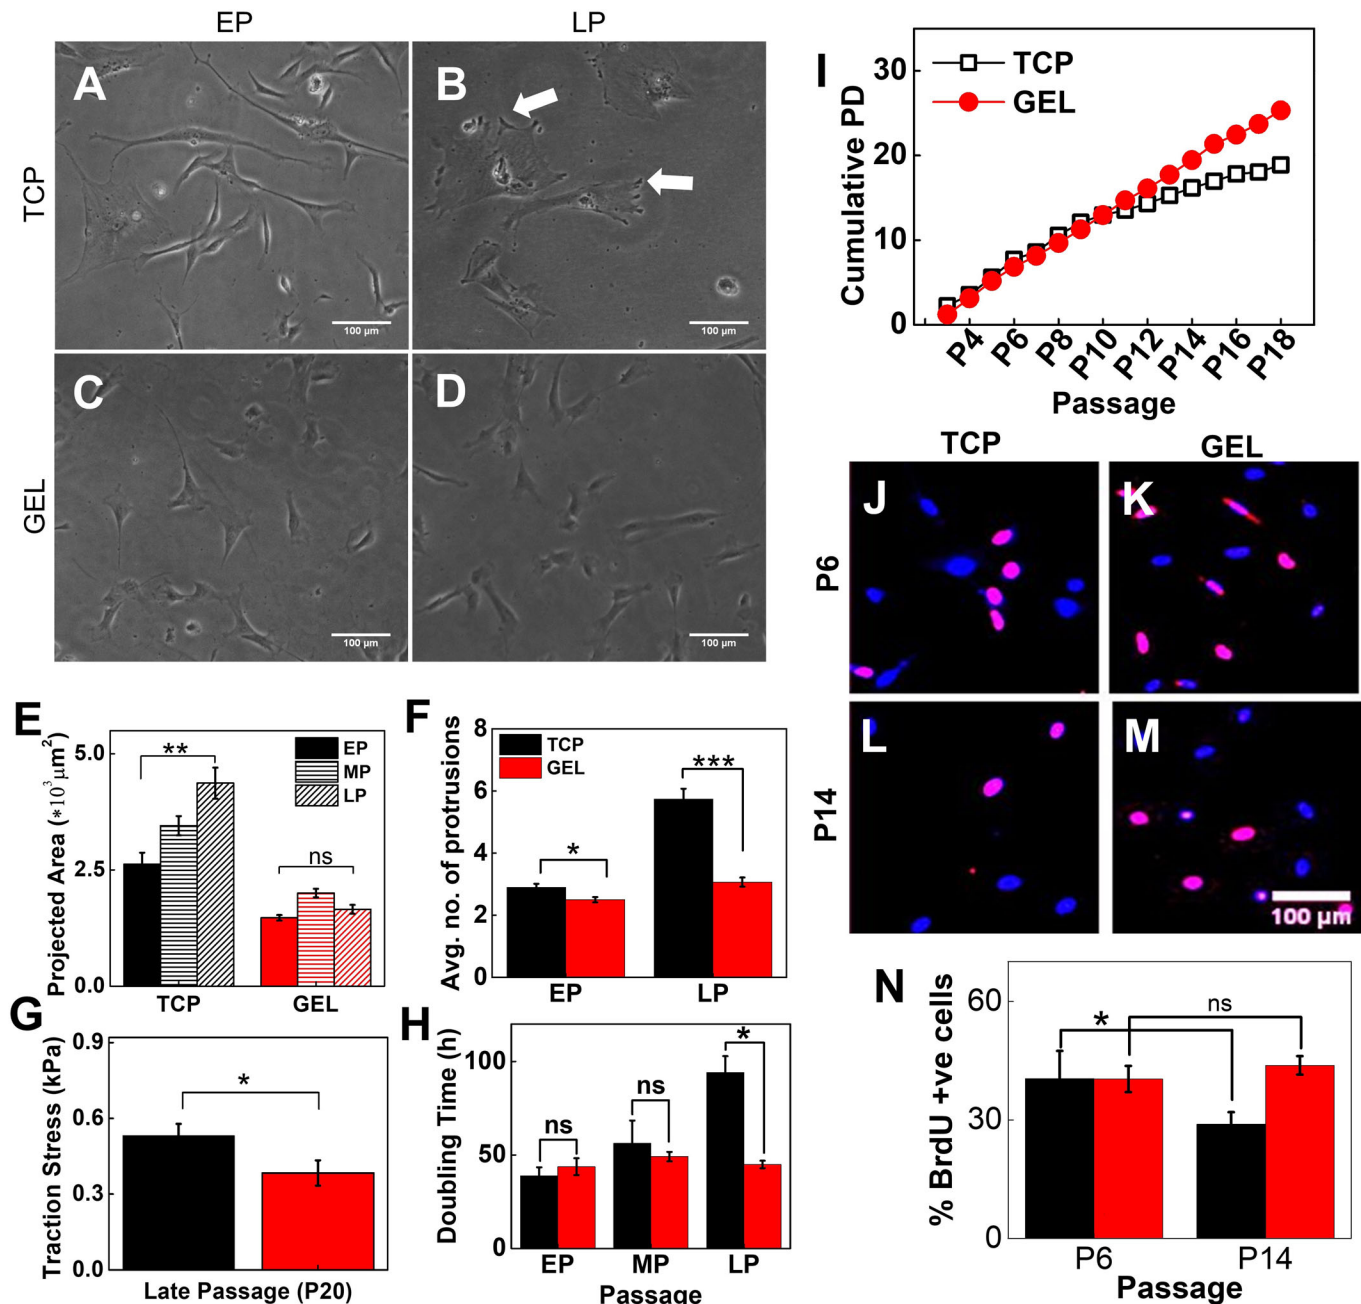 EP
LP
TCP
GEL
A
100 µm
B
100 µm
C
100 µm
D
100 µm
I
Cumulative PD
30
20
10
0
TCP
GEL
P4
P6
P8
P10
P12
P14
P16
P18
Passage
TCP
GEL
P6
P14
J
K
L
M
100 µm
E
Projected Area (*10³µm²)
5.0
2.5
0.0
**
ns
EP
MP
LP
TCP
GEL
F
Avg. no. of protrusions
8
6
4
2
0
TCP
GEL
*
***
EP
LP
G
Traction Stress (kPa)
0.9
0.6
0.3
0.0
*
Late Passage (P20)
H
Doubling Time (h)
100
50
0
ns
ns
*
EP
MP
LP
Passage
N
% BrdU +ve cells
60
30
0
*
ns
P6
P14
Passage